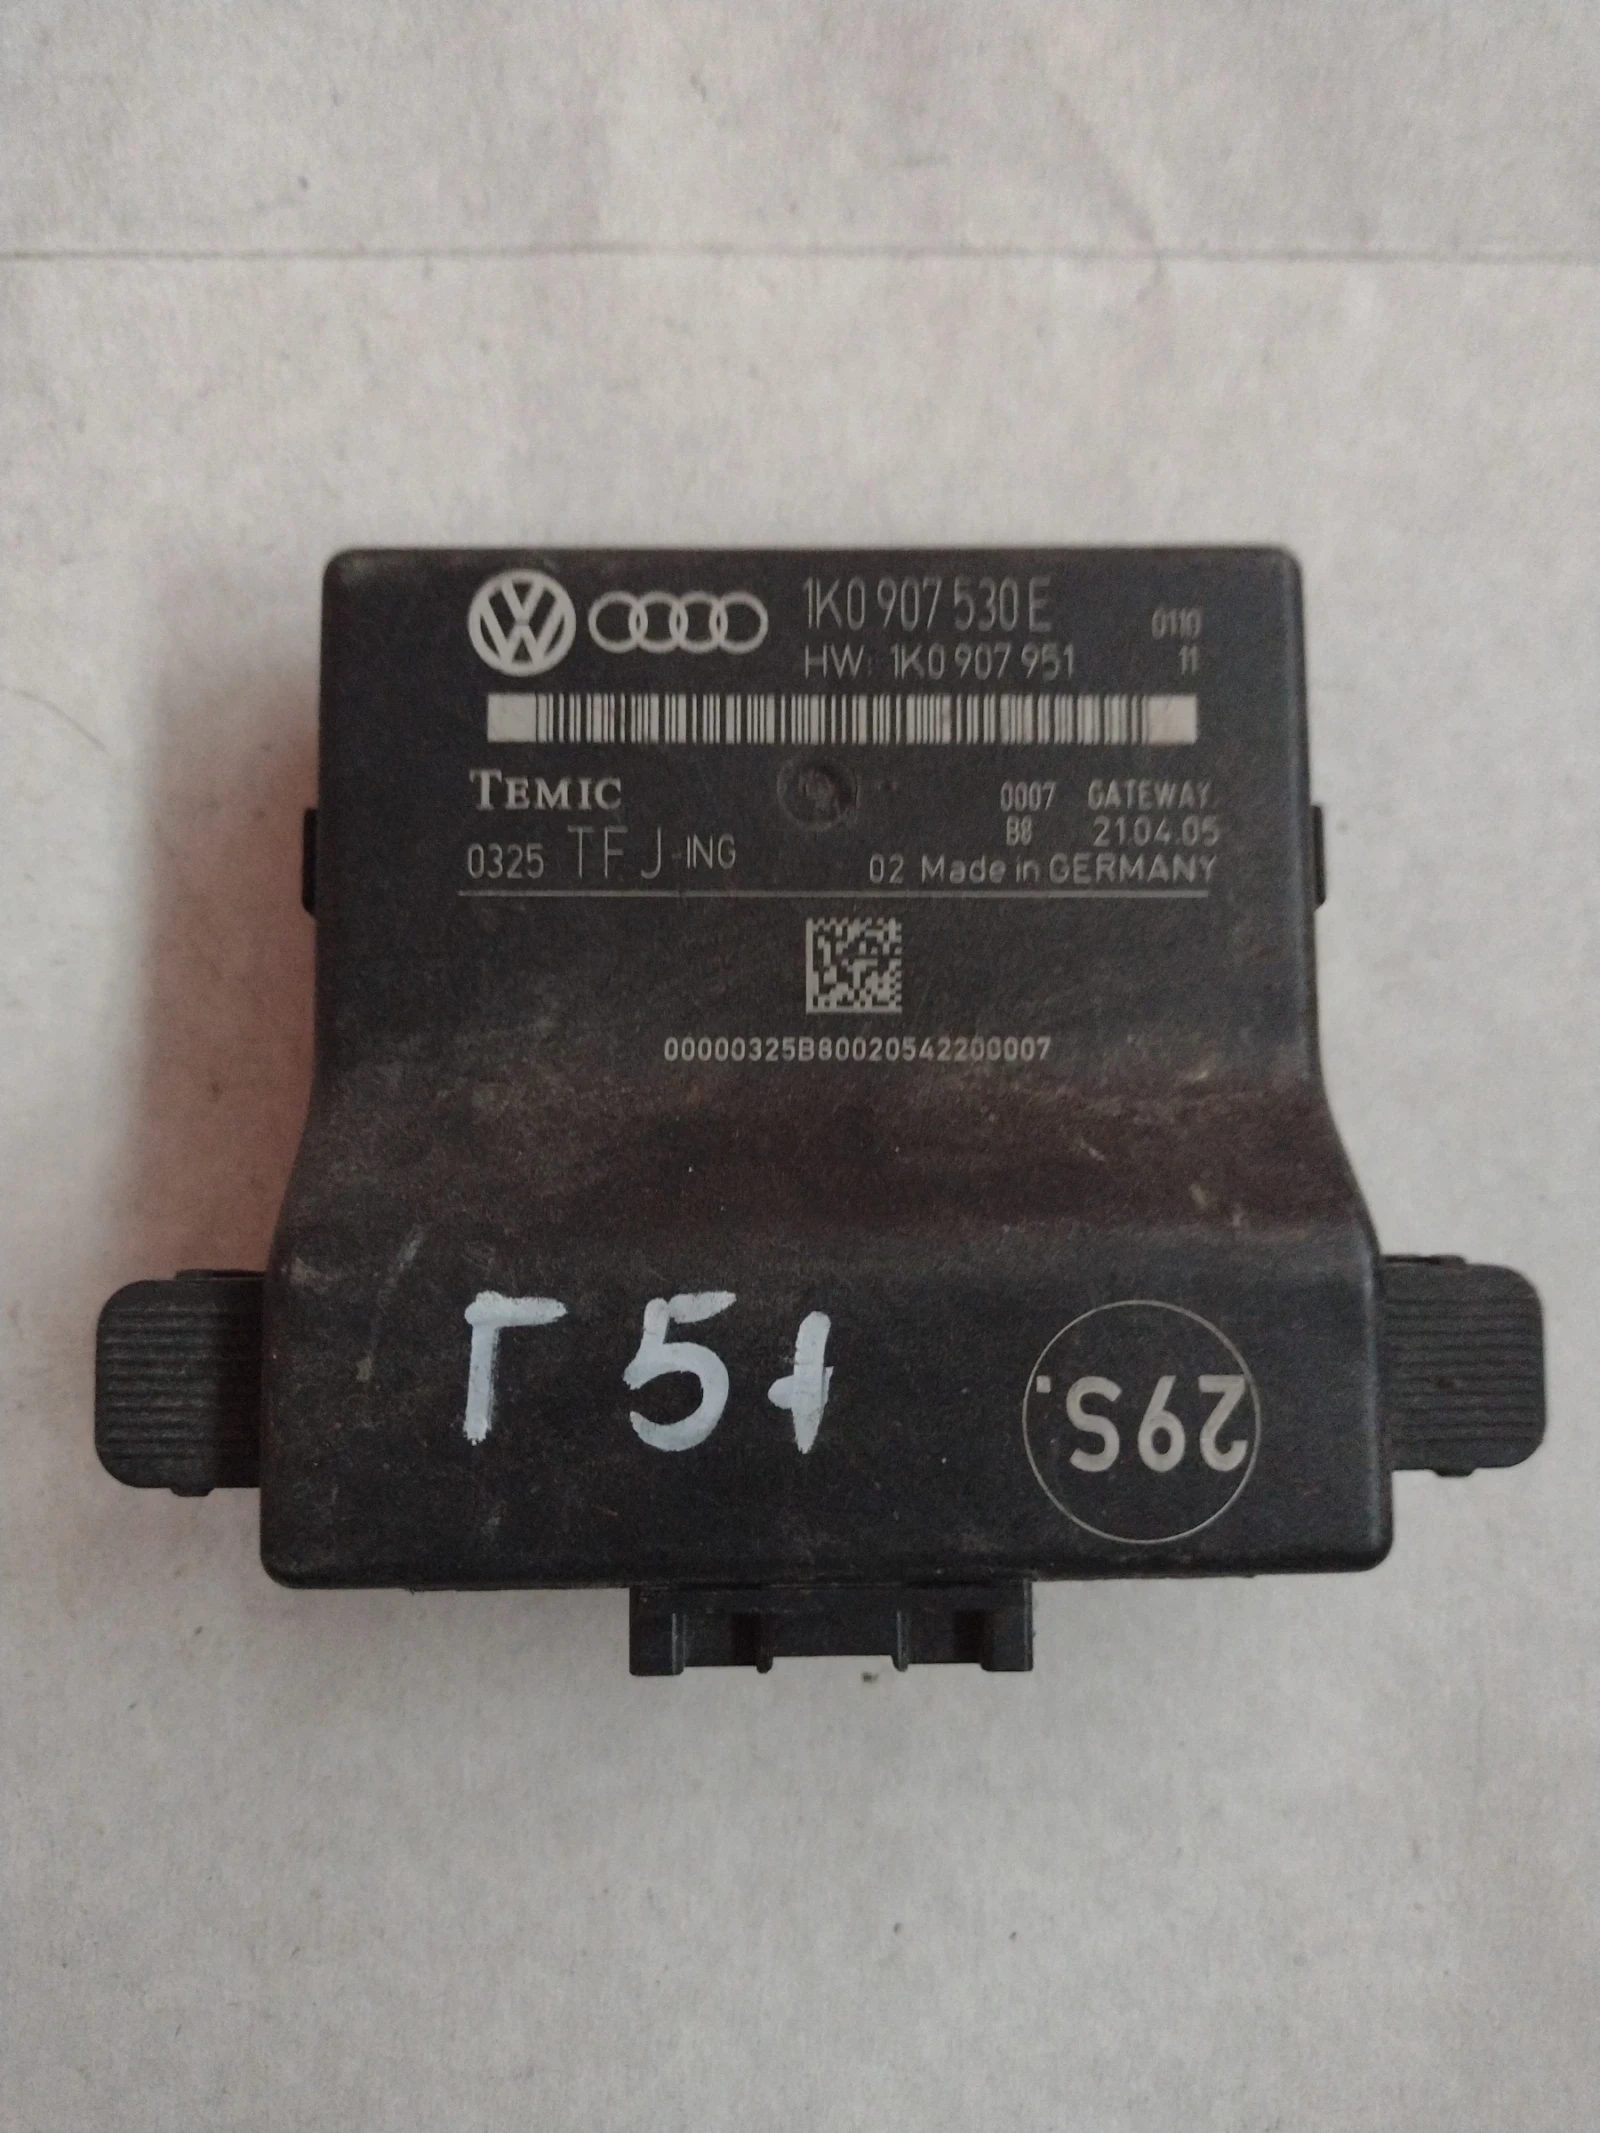 1K0 907 530 E
HW: 1K0 907 951
0110
11
TEMIC
0007 GATEWAY.
B8 21.04.05
0325 TFJ-ING
02 Made in GERMANY
00000325B80020542200007
Г 51
29S.